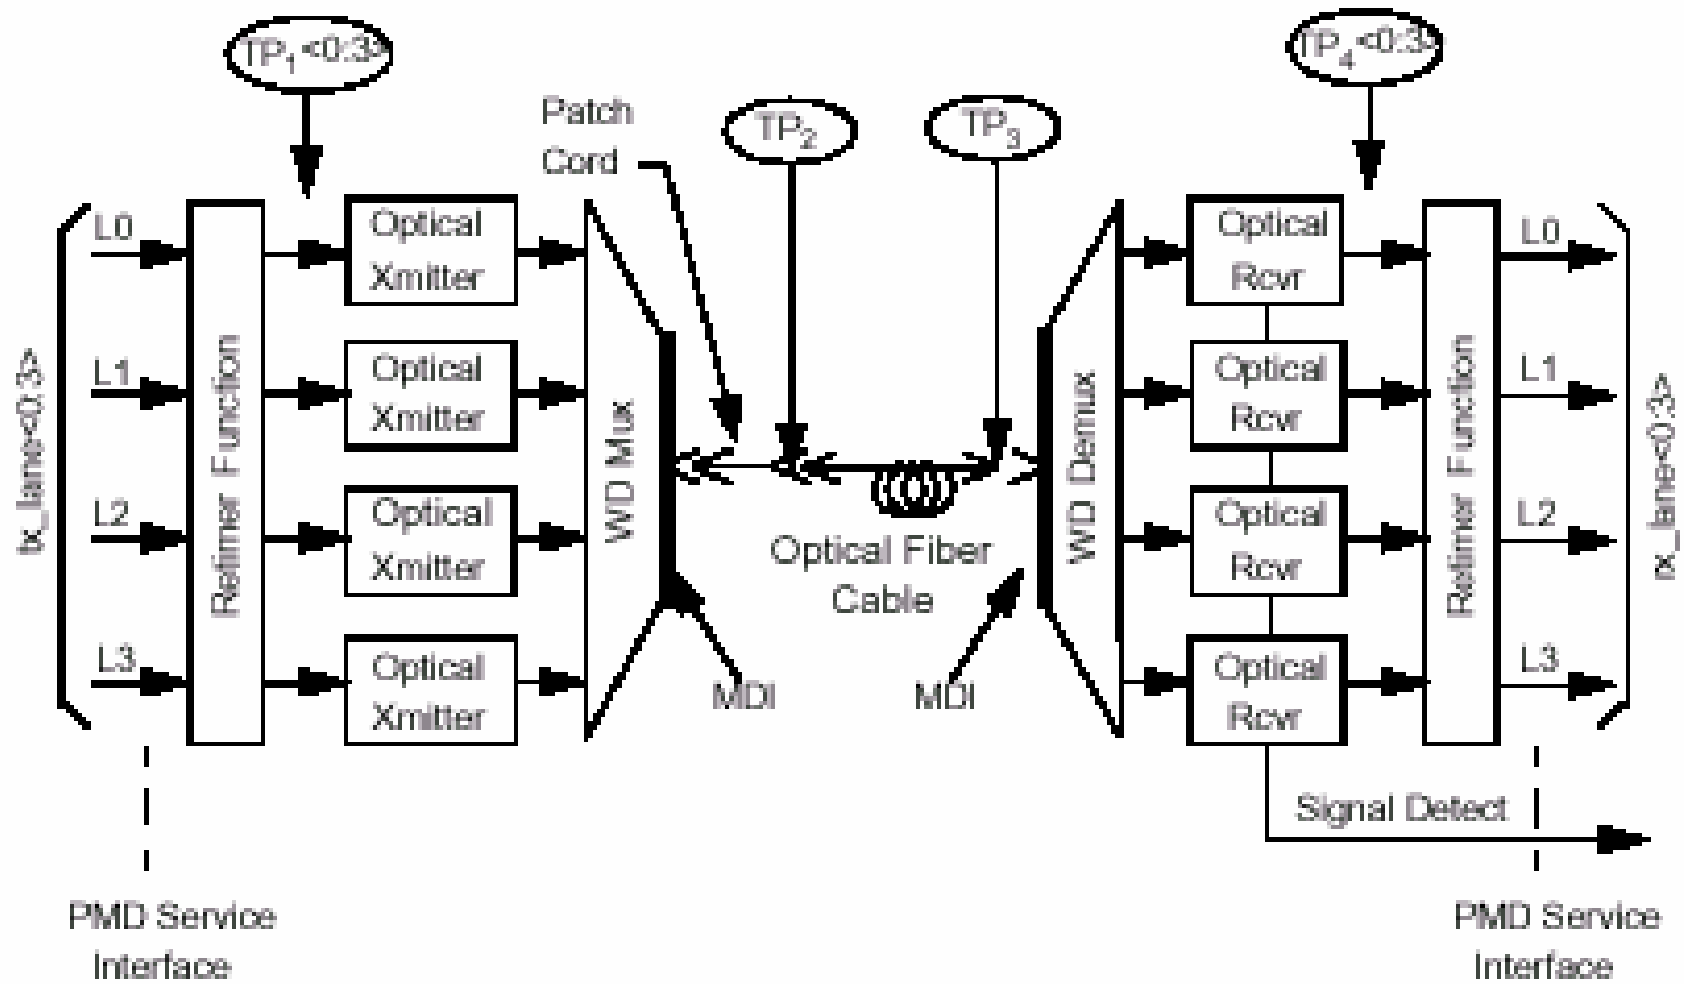 TP1<0:3>
TP4<0:3>
Patch
Cord
TP2
TP3
L0
L1
L2
L3
tx_lane<0:3>
Retimer Function
Optical
Xmitter
Optical
Xmitter
Optical
Xmitter
Optical
Xmitter
WD Mux
Optical Fiber
Cable
MDI
MDI
WD Demux
Optical
Rcvr
Optical
Rcvr
Optical
Rcvr
Optical
Rcvr
Retimer Function
L0
L1
L2
L3
rx_lane<0:3>
Signal Detect
PMD Service
Interface
PMD Service
Interface